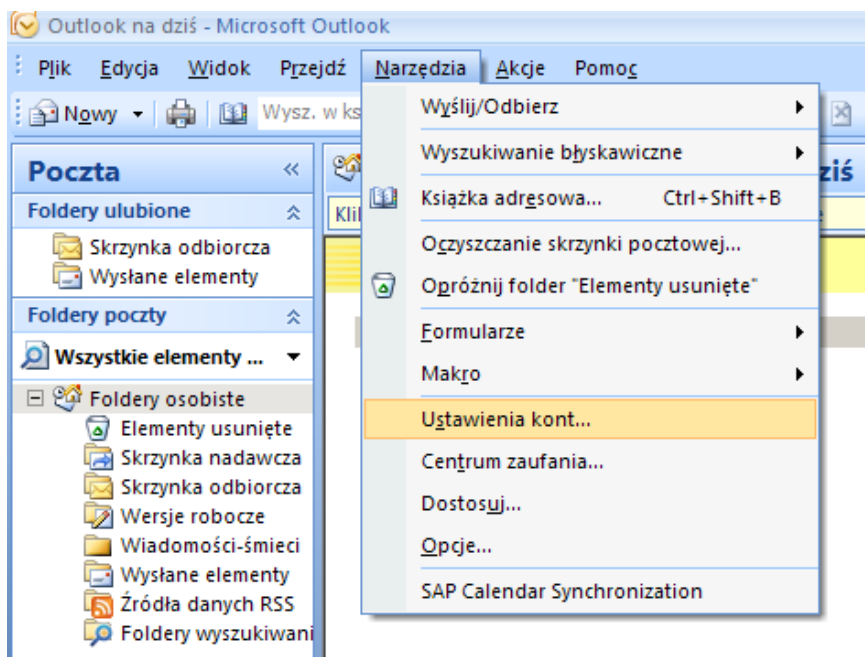 Outlook na dziś - Microsoft Outlook
Plik Edycja Widok Przejdź Narzędzia Akcje Pomoc
Nowy Wysz. w ks
Poczta
Foldery ulubione
Skrzynka odbiorcza
Wysłane elementy
Foldery poczty
Wszystkie elementy ...
Foldery osobiste
Elementy usunięte
Skrzynka nadawcza
Skrzynka odbiorcza
Wersje robocze
Wiadomości-śmieci
Wysłane elementy
Źródła danych RSS
Foldery wyszukiwani
Wyślij/Odbierz
Wyszukiwanie błyskawiczne
Książka adresowa... Ctrl+Shift+B
Oczyszczanie skrzynki pocztowej...
Opróżnij folder "Elementy usunięte"
Formularze
Makro
Ustawienia kont...
Centrum zaufania...
Dostosuj...
Opcje...
SAP Calendar Synchronization
ziś